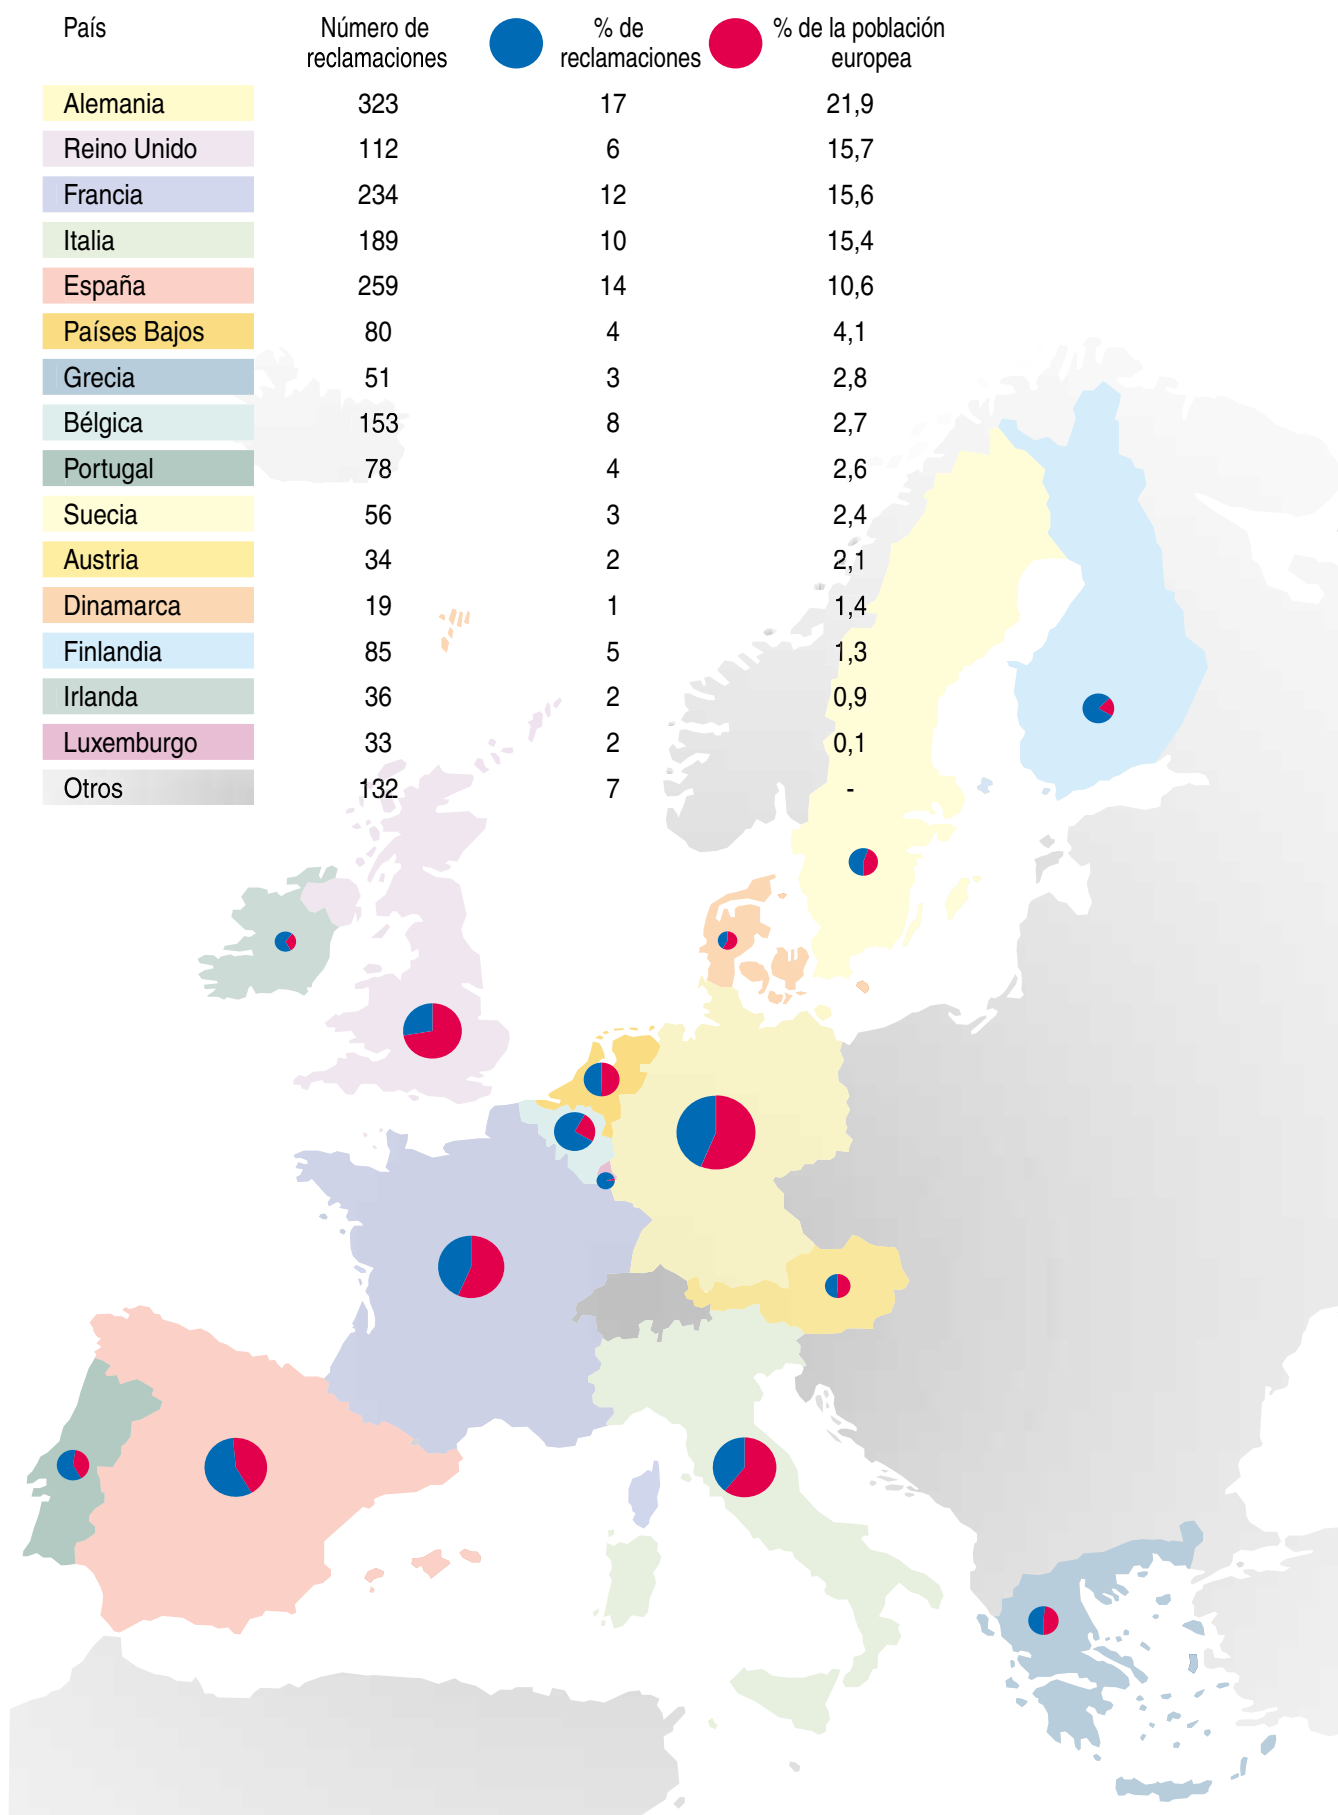 País Número de reclamaciones % de reclamaciones % de la población europea
Alemania 323 17 21,9
Reino Unido 112 6 15,7
Francia 234 12 15,6
Italia 189 10 15,4
España 259 14 10,6
Países Bajos 80 4 4,1
Grecia 51 3 2,8
Bélgica 153 8 2,7
Portugal 78 4 2,6
Suecia 56 3 2,4
Austria 34 2 2,1
Dinamarca 19 1 1,4
Finlandia 85 5 1,3
Irlanda 36 2 0,9
Luxemburgo 33 2 0,1
Otros 132 7 -